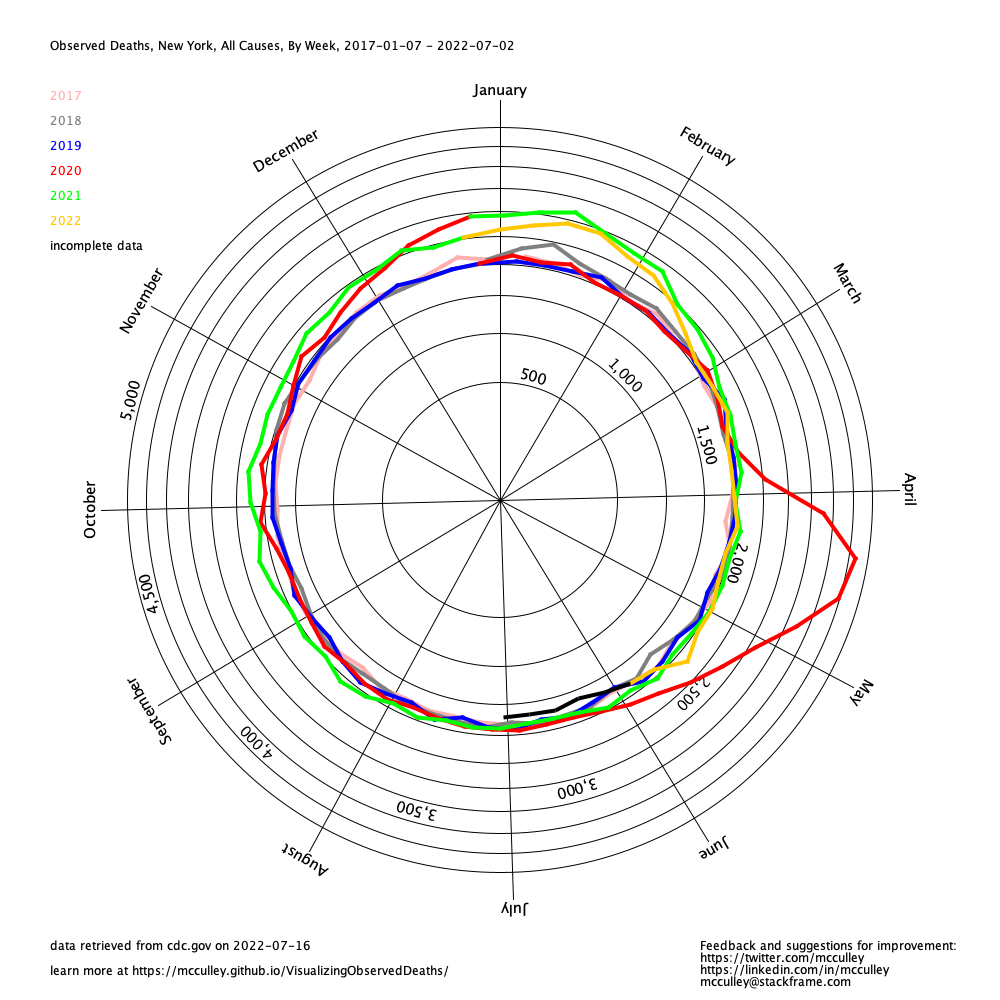 Observed Deaths, New York, All Causes, By Week, 2017-01-07 - 2022-07-02
2017
2018
2019
2020
2021
2022
incomplete data
January
February
March
April
May
June
July
August
September
October
November
December
500
1,000
1,500
2,000
2,500
3,000
3,500
4,000
4,500
5,000
data retrieved from cdc.gov on 2022-07-16
learn more at https://mcculley.github.io/VisualizingObservedDeaths/
Feedback and suggestions for improvement:
https://twitter.com/mcculley
https://linkedin.com/in/mcculley
mcculley@stackframe.com